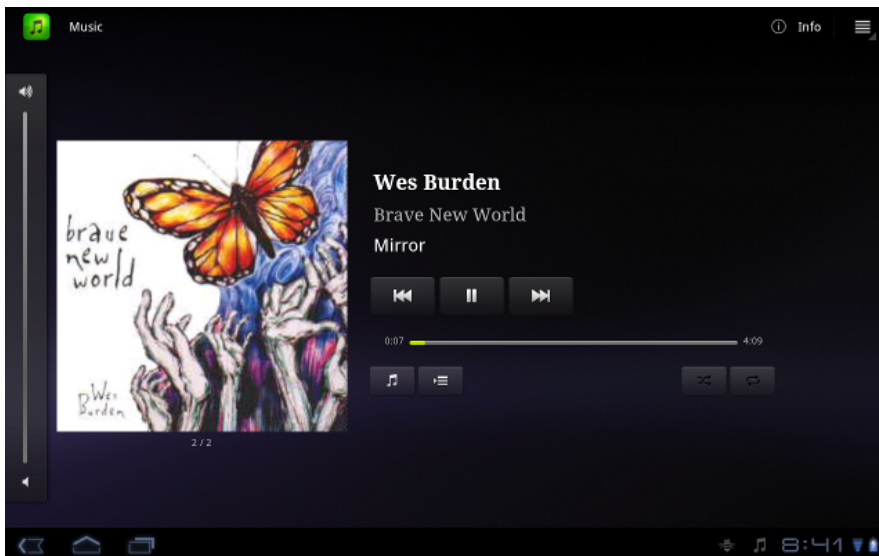 Music
Info
brave
new
world
Wes
Burden
2 / 2
Wes Burden
Brave New World
Mirror
0:07
4:09
8:41